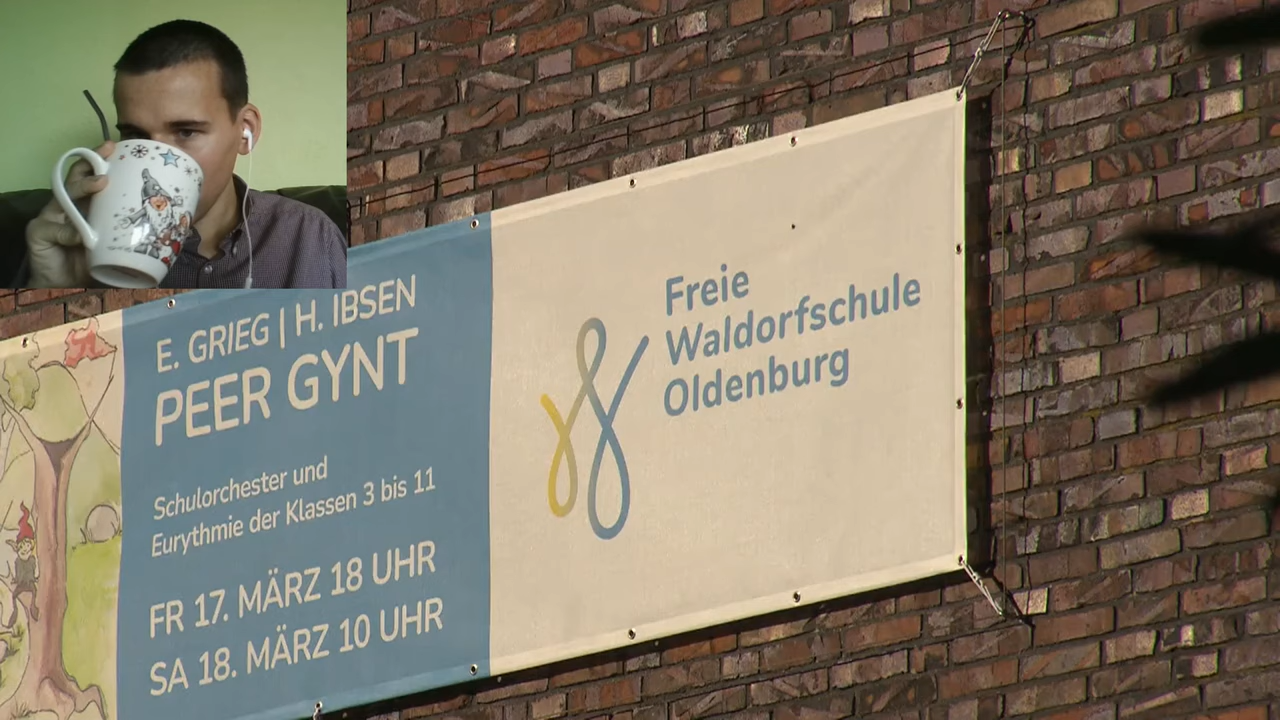 E. GRIEG | H. IBSEN
PEER GYNT
Schulorchester und
Eurythmie der Klassen 3 bis 11
FR 17. MÄRZ 18 UHR
SA 18. MÄRZ 10 UHR
Freie
Waldorfschule
Oldenburg